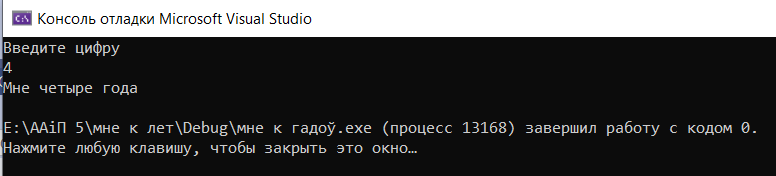 Консоль отладки Microsoft Visual Studio
Введите цифру
4
Мне четыре года
E:\ААiП 5\мне к лет\Debug\мне к гадоў.exe (процесс 13168) завершил работу с кодом 0.
Нажмите любую клавишу, чтобы закрыть это окно…